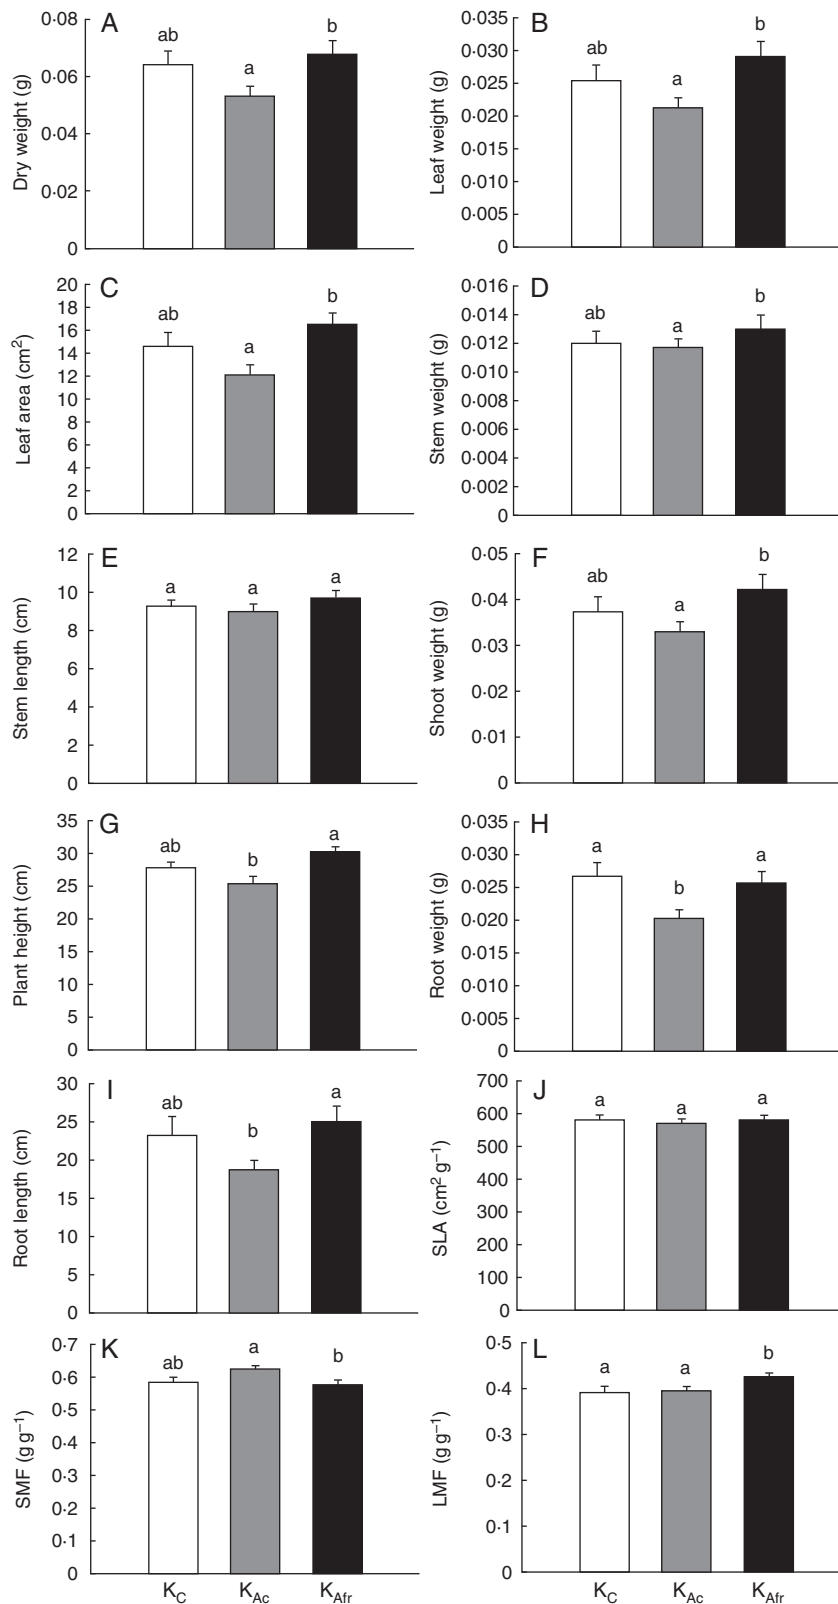 A
Dry weight (g)
0·08
0·06
0·04
0·02
0
ab
a
b
B
Leaf weight (g)
0·035
0·030
0·025
0·020
0·015
0·010
0·005
0
ab
a
b
C
Leaf area (cm²)
20
18
16
14
12
10
8
6
4
2
0
ab
a
b
D
Stem weight (g)
0·016
0·014
0·012
0·010
0·008
0·006
0·004
0·002
0
ab
a
b
E
Stem length (cm)
12
10
8
6
4
2
0
a
a
a
F
Shoot weight (g)
0·05
0·04
0·03
0·02
0·01
0
ab
a
b
G
Plant height (cm)
35
30
25
20
15
10
5
0
ab
b
a
H
Root weight (g)
0·035
0·030
0·025
0·020
0·015
0·010
0·005
0
a
b
a
I
Root length (cm)
30
25
20
15
10
5
0
ab
b
a
J
SLA (cm² g⁻¹)
700
600
500
400
300
200
100
0
a
a
a
K
SMF (g g⁻¹)
0·7
0·6
0·5
0·4
0·3
0·2
0·1
0
ab
a
b
K_C K_Ac K_Afr
L
LMF (g g⁻¹)
0·5
0·4
0·3
0·2
0·1
0
a
a
b
K_C K_Ac K_Afr